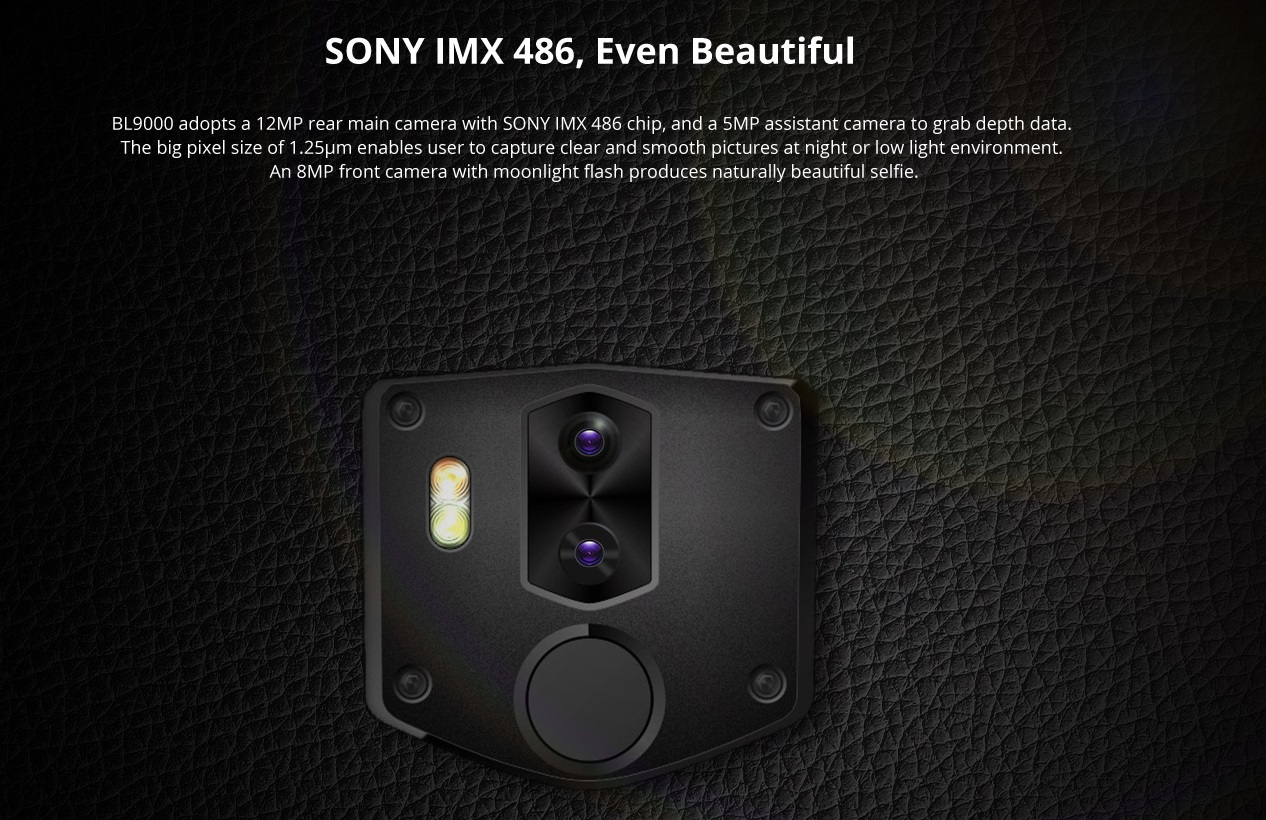 SONY IMX 486, Even Beautiful
BL9000 adopts a 12MP rear main camera with SONY IMX 486 chip, and a 5MP assistant camera to grab depth data.
The big pixel size of 1.25μm enables user to capture clear and smooth pictures at night or low light environment.
An 8MP front camera with moonlight flash produces naturally beautiful selfie.